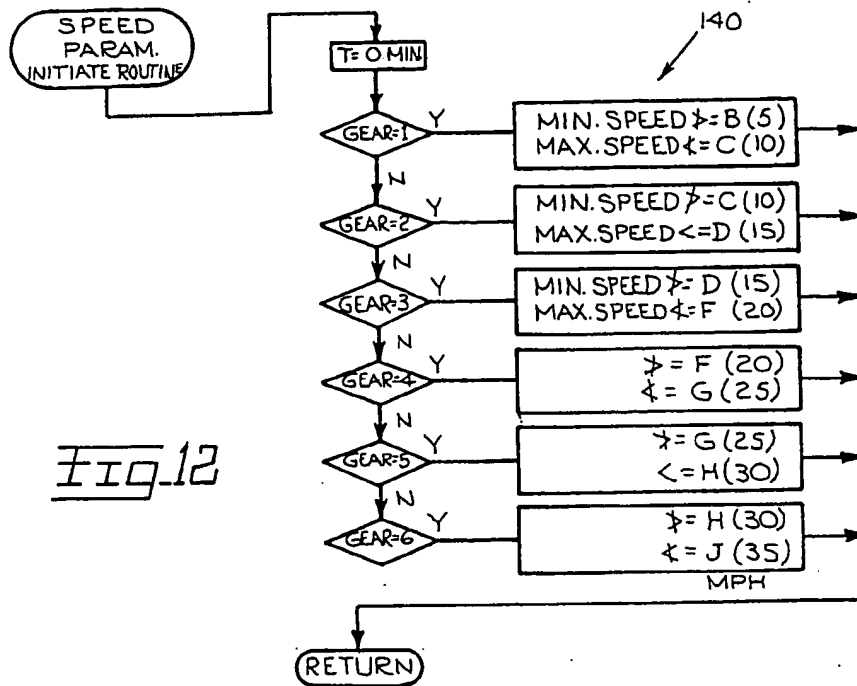 SPEED
PARAM.
INITIATE ROUTINE
T=0 MIN
140
GEAR=1
Y
MIN. SPEED ≯= B (5)
MAX. SPEED ≮= C (10)
N
GEAR=2
Y
MIN. SPEED ≯= C (10)
MAX. SPEED <= D (15)
N
GEAR=3
Y
MIN. SPEED ≯= D (15)
MAX. SPEED ≮= F (20)
N
GEAR=4
Y
≯= F (20)
≮= G (25)
N
GEAR=5
Y
≯= G (25)
<= H (30)
N
GEAR=6
Y
≯= H (30)
≮= J (35)
MPH
Fig. 12
RETURN